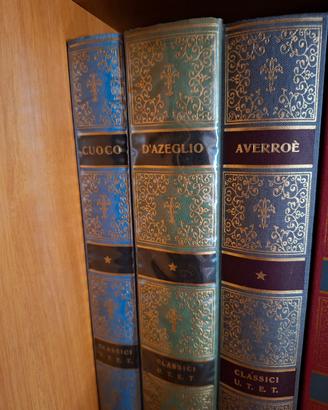 CUOCO
CLASSICI
U. T. E. T.
D'AZEGLIO
CLASSICI
U. T. E. T.
AVERROÈ
CLASSICI
U. T. E. T.